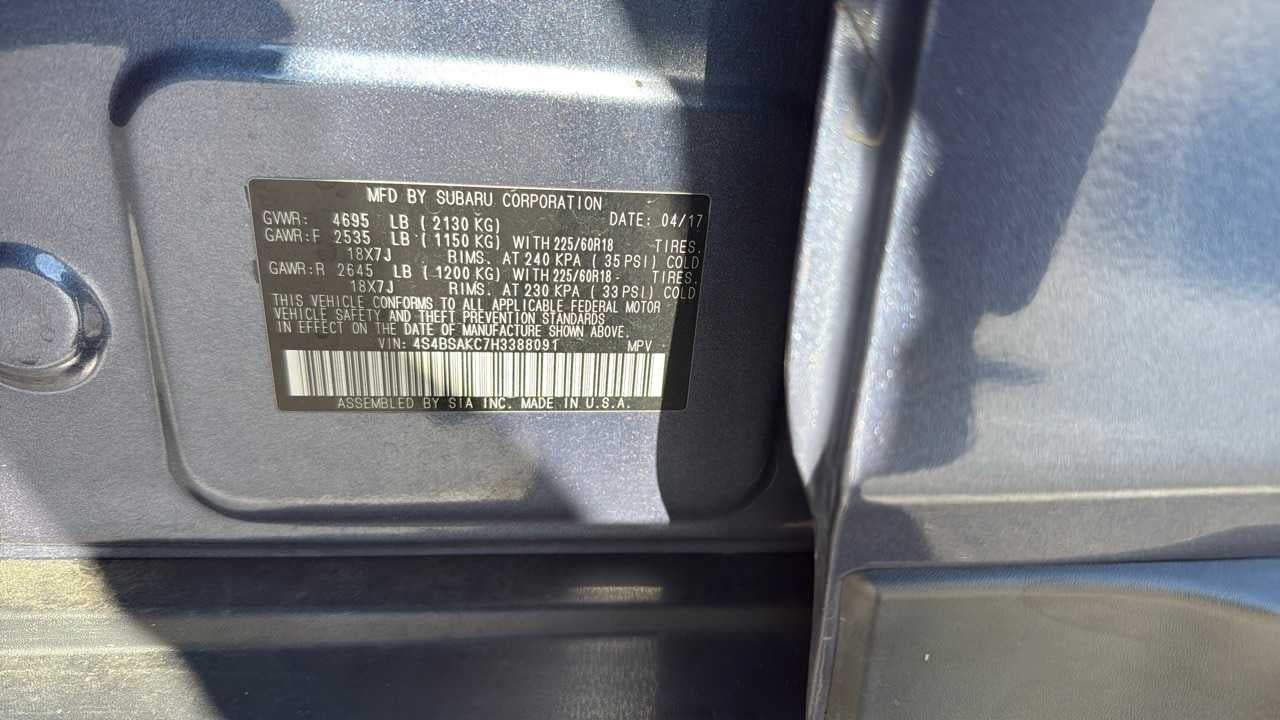 MFD BY SUBARU CORPORATION
GVWR: 4695 LB ( 2130 KG) DATE: 04/17
GAWR:F 2535 LB ( 1150 KG) WITH 225/60R18 TIRES.
18X7J RIMS. AT 240 KPA ( 35 PSI) COLD
GAWR:R 2645 LB ( 1200 KG) WITH 225/60R18 TIRES.
18X7J RIMS. AT 230 KPA ( 33 PSI) COLD
THIS VEHICLE CONFORMS TO ALL APPLICABLE FEDERAL MOTOR
VEHICLE SAFETY AND THEFT PREVENTION STANDARDS
IN EFFECT ON THE DATE OF MANUFACTURE SHOWN ABOVE.
VIN: 4S4BSAKC7H3388091 MPV
ASSEMBLED BY SIA INC. MADE IN U.S.A.